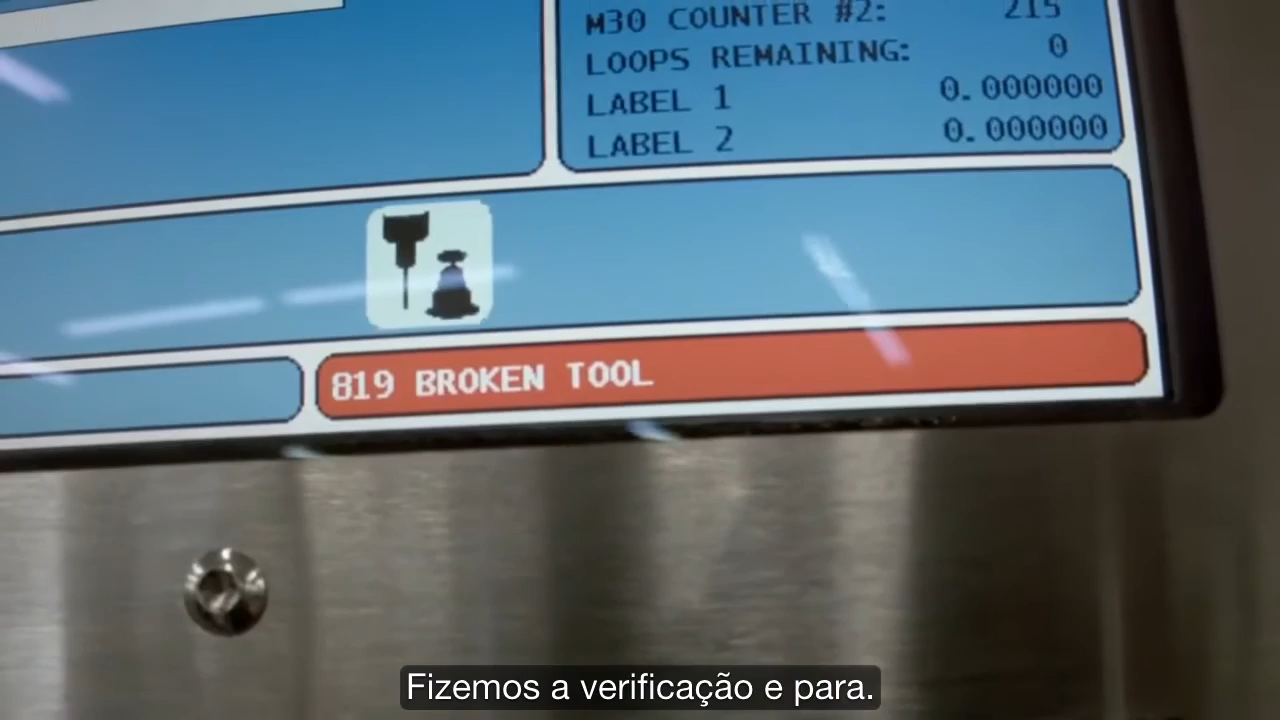 M30 COUNTER #2: 215
LOOPS REMAINING: 0
LABEL 1 0.000000
LABEL 2 0.000000
819 BROKEN TOOL
Fizemos a verificação e para.